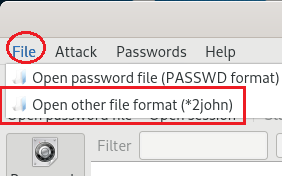 File Attack Passwords Help
Open password file (PASSWD format)
Open other file format (*2john)
Filter